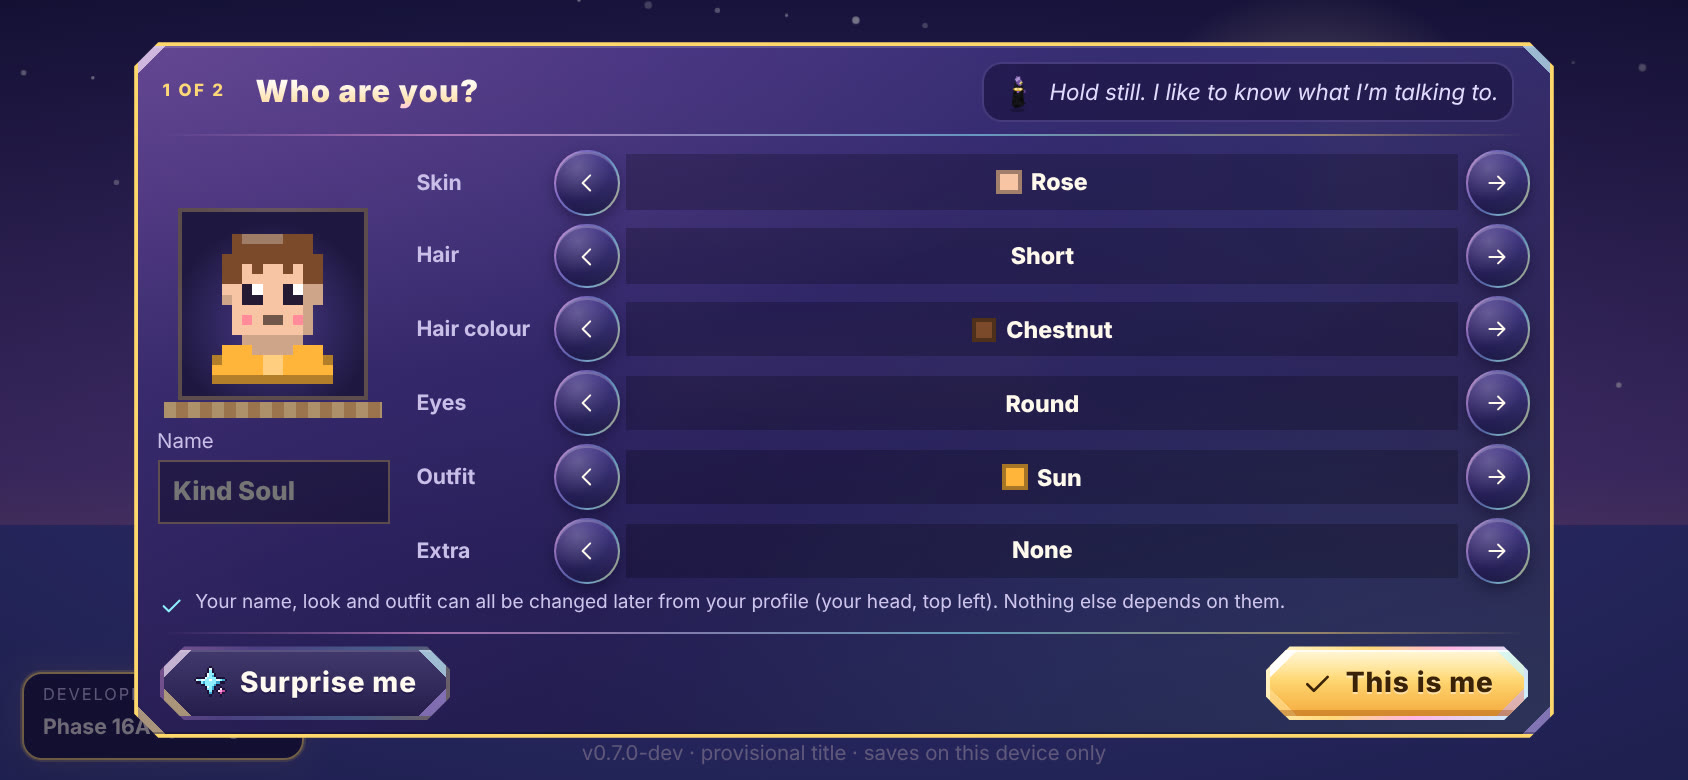 1 OF 2
Who are you?
Hold still. I like to know what I'm talking to.
Skin
Rose
Hair
Short
Hair colour
Chestnut
Eyes
Round
Outfit
Sun
Extra
None
Name
Kind Soul
Your name, look and outfit can all be changed later from your profile (your head, top left). Nothing else depends on them.
Surprise me
This is me
Phase 16A
v0.7.0-dev · provisional title · saves on this device only